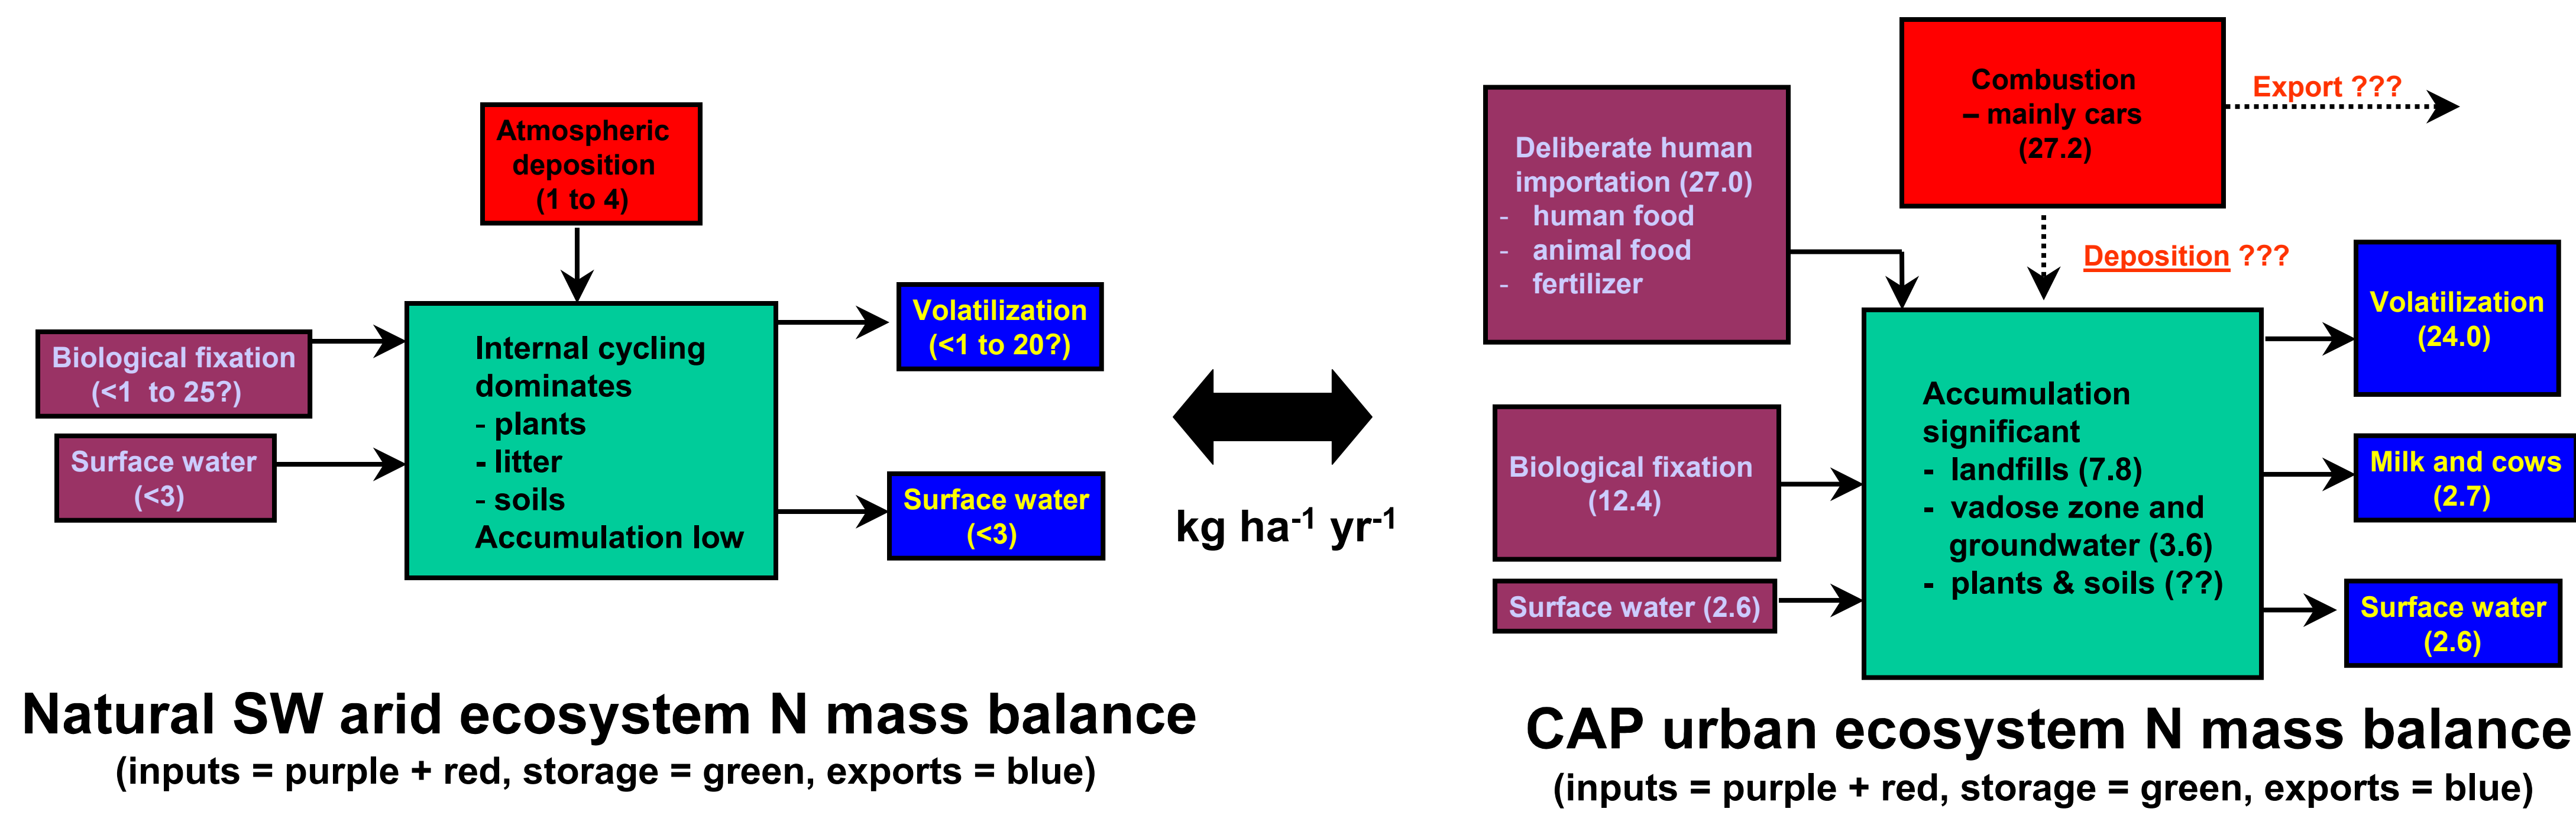 Atmospheric
deposition
(1 to 4)
Biological fixation
(<1  to 25?)
Surface water
(<3)
Internal cycling
dominates
- plants
- litter
- soils
Accumulation low
Volatilization
(<1 to 20?)
Surface water
(<3)
Natural SW arid ecosystem N mass balance
(inputs = purple + red, storage = green, exports = blue)
kg ha⁻¹ yr⁻¹
Combustion
– mainly cars
(27.2)
Export ???
Deposition ???
Deliberate human
importation (27.0)
- human food
- animal food
- fertilizer
Biological fixation
(12.4)
Surface water (2.6)
Accumulation
significant
- landfills (7.8)
- vadose zone and
groundwater (3.6)
- plants & soils (??)
Volatilization
(24.0)
Milk and cows
(2.7)
Surface water
(2.6)
CAP urban ecosystem N mass balance
(inputs = purple + red, storage = green, exports = blue)